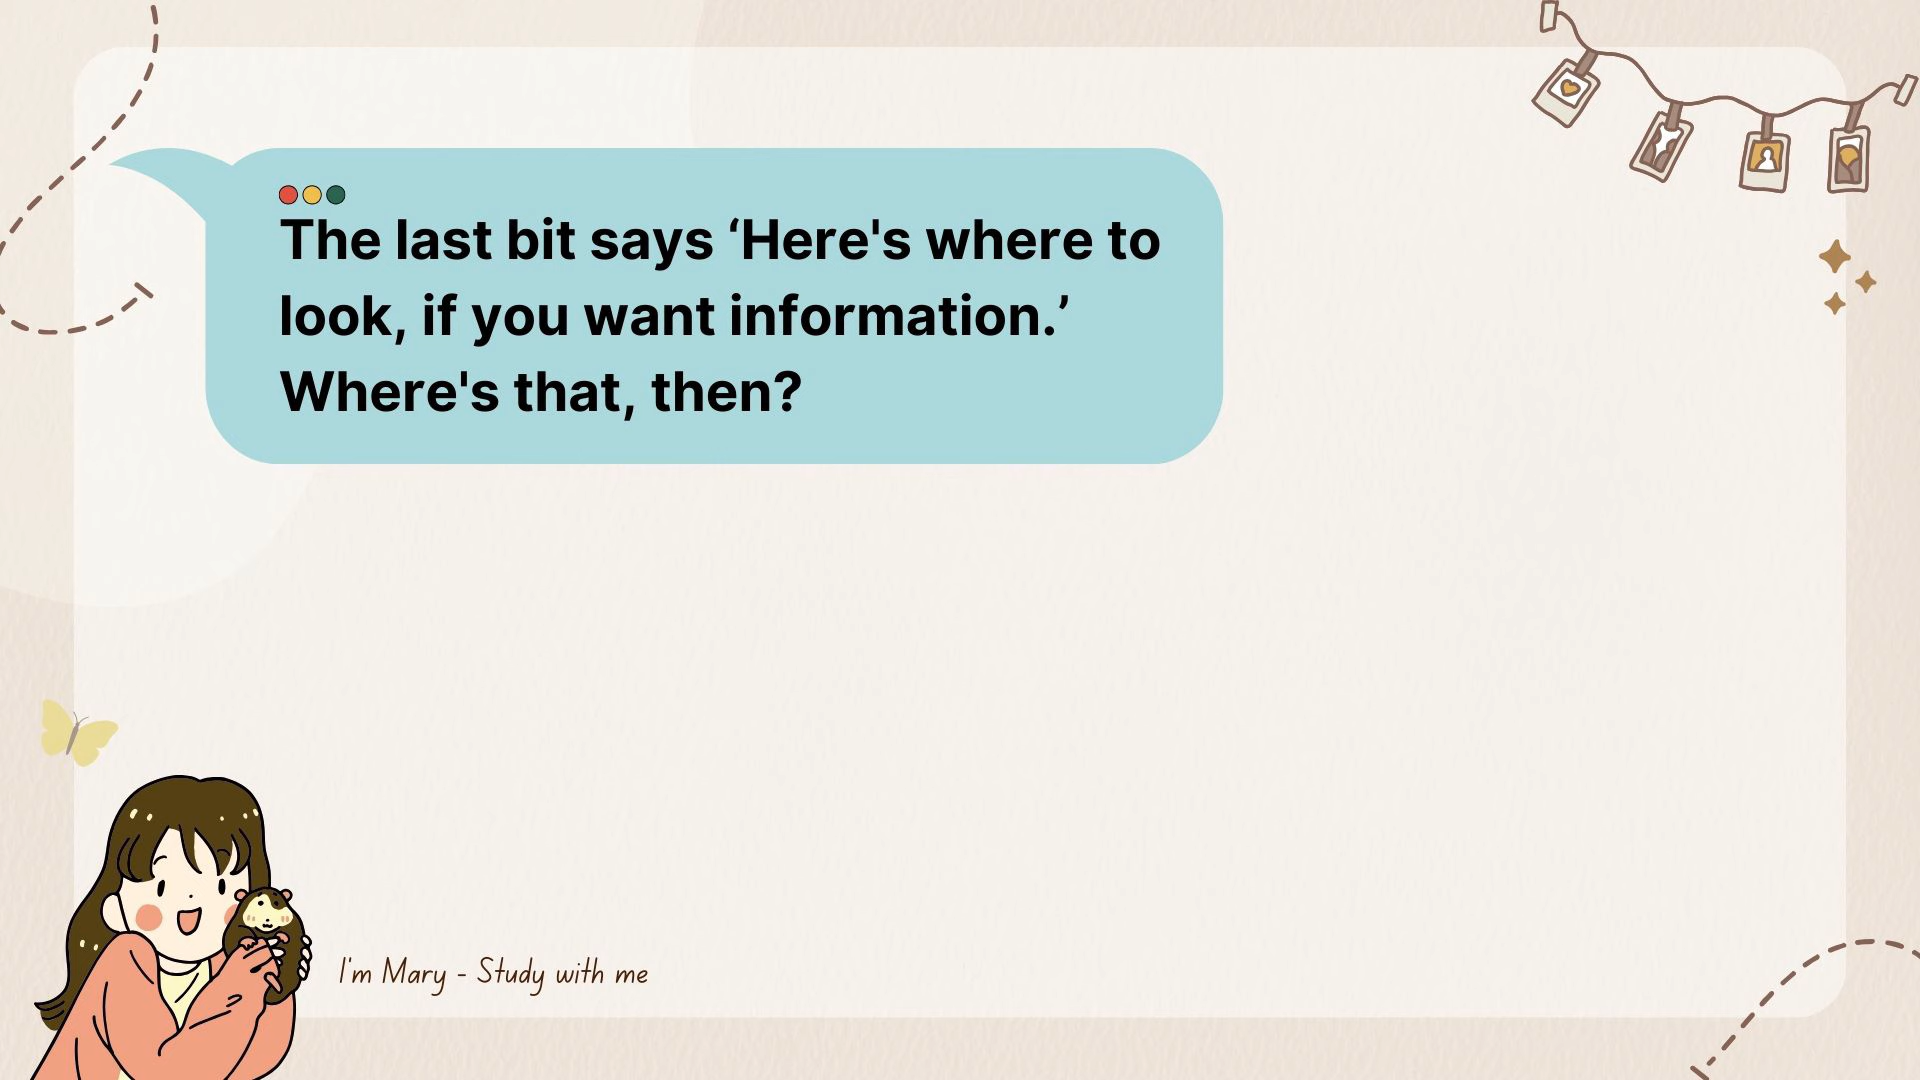 The last bit says ‘Here's where to
look, if you want information.’
Where's that, then?
I'm Mary - Study with me